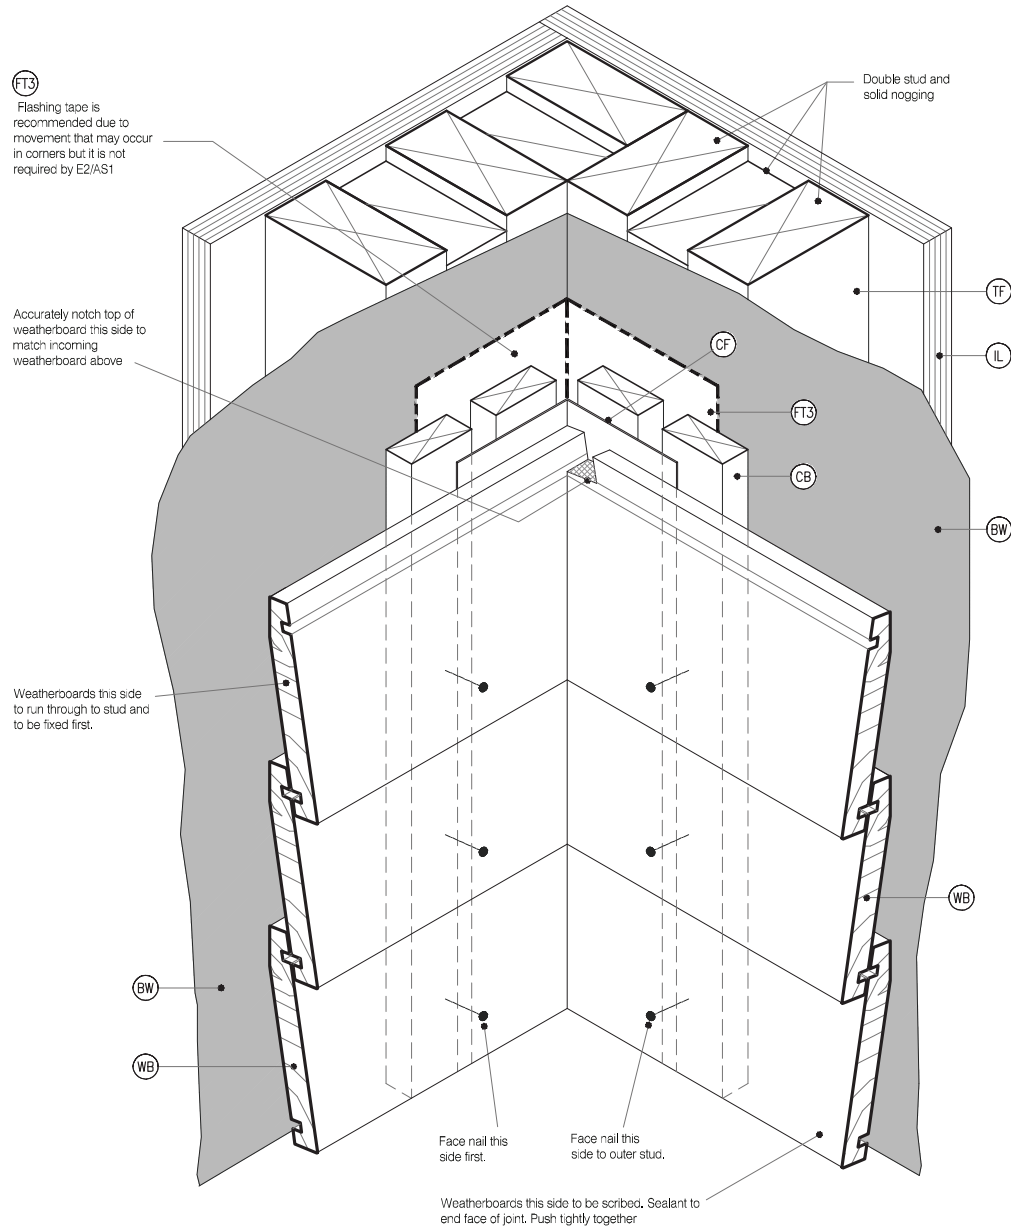 FT3
Flashing tape is
recommended due to
movement that may occur
in corners but it is not
required by E2/AS1
Double stud and
solid nogging
TF
Accurately notch top of
weatherboard this side to
match incoming
weatherboard above
CF
IL
FT3
CB
BW
Weatherboards this side
to run through to stud and
to be fixed first.
WB
BW
WB
Face nail this
side first.
Face nail this
side to outer stud.
Weatherboards this side to be scribed. Sealant to
end face of joint. Push tightly together